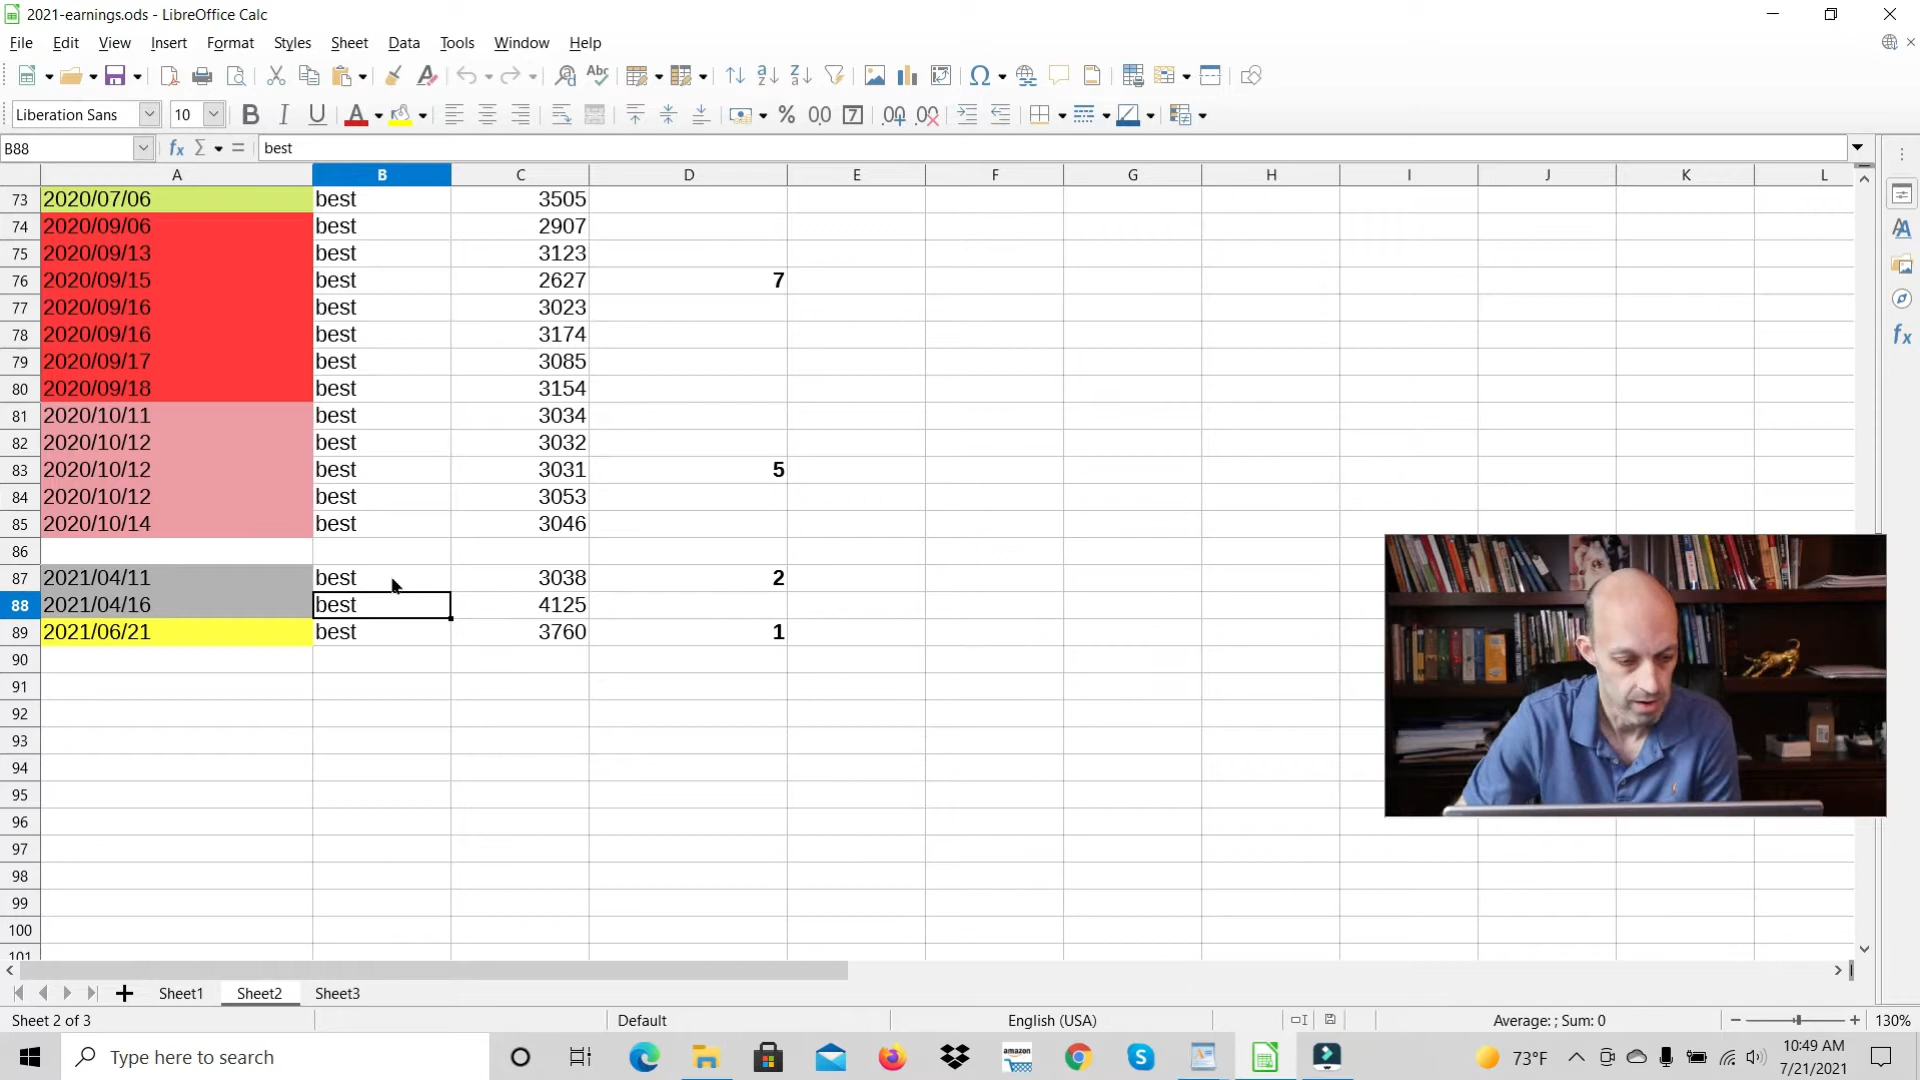 2021-earnings.ods - LibreOffice Calc
File Edit View Insert Format Styles Sheet Data Tools Window Help
Liberation Sans 10
B88 best
A B C D E F G H I J K L
73 2020/07/06 best 3505
74 2020/09/06 best 2907
75 2020/09/13 best 3123
76 2020/09/15 best 2627 7
77 2020/09/16 best 3023
78 2020/09/16 best 3174
79 2020/09/17 best 3085
80 2020/09/18 best 3154
81 2020/10/11 best 3034
82 2020/10/12 best 3032
83 2020/10/12 best 3031 5
84 2020/10/12 best 3053
85 2020/10/14 best 3046
86
87 2021/04/11 best 3038 2
88 2021/04/16 best 4125
89 2021/06/21 best 3760 1
90
91
92
93
94
95
96
97
98
99
100
101
Sheet1 Sheet2 Sheet3
Sheet 2 of 3 Default English (USA) Average: ; Sum: 0 130%
Type here to search amazon 73°F 10:49 AM
7/21/2021